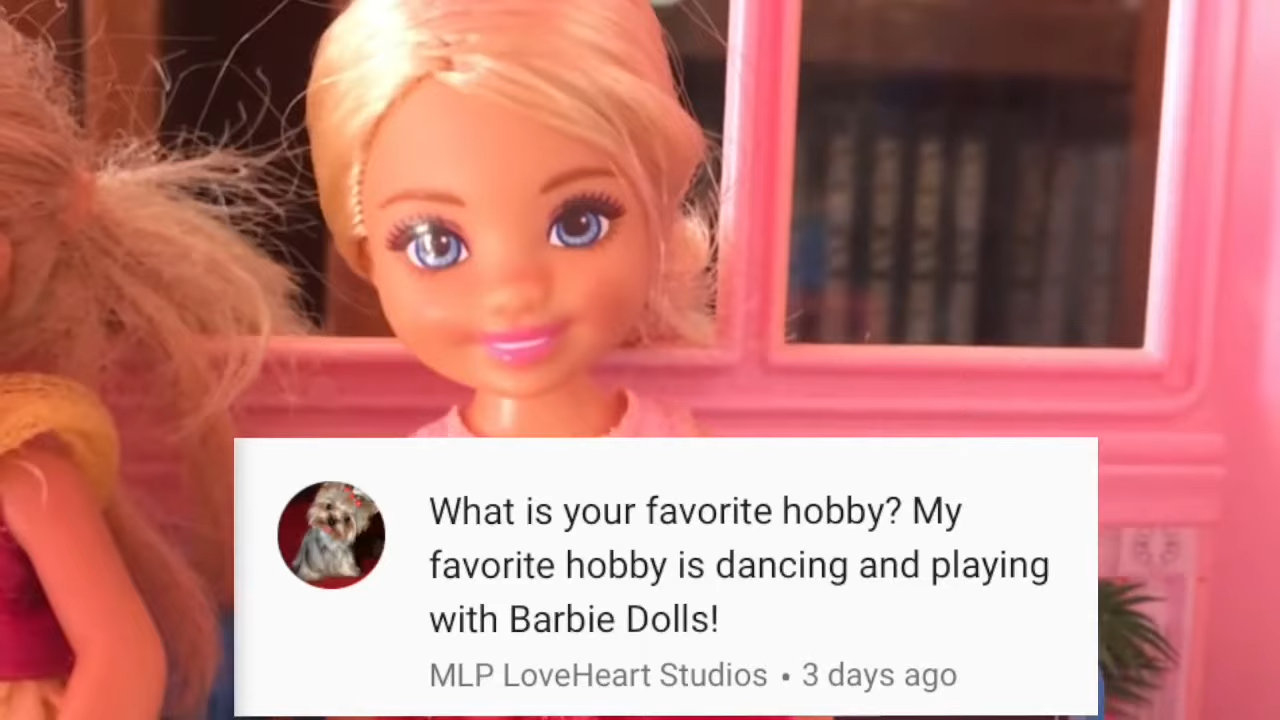 What is your favorite hobby? My
favorite hobby is dancing and playing
with Barbie Dolls!
MLP LoveHeart Studios • 3 days ago